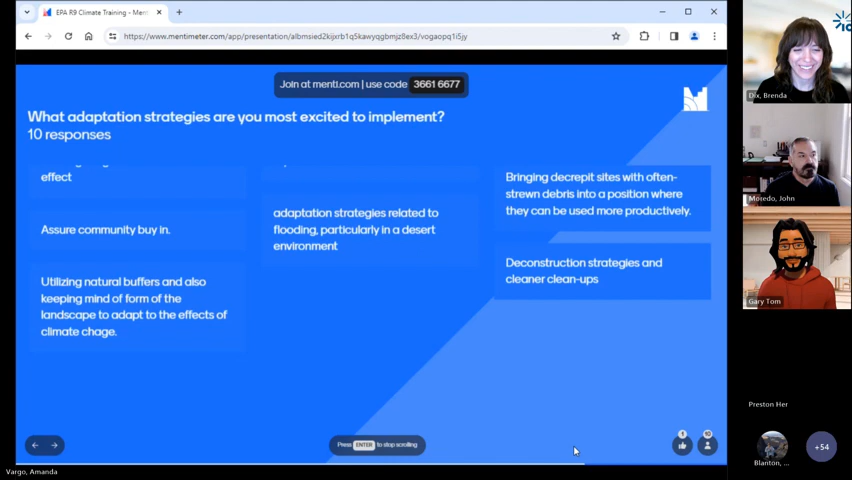 EPA R9 Climate Training - Men
https://www.mentimeter.com/app/presentation/albmsied2kijxrb1q5kawyqgbmjz8ex3/vogaopq1i5jy
Join at menti.com | use code 3661 6677
What adaptation strategies are you most excited to implement?
10 responses
effect
Assure community buy in.
Utilizing natural buffers and also
keeping mind of form of the
landscape to adapt to the effects of
climate chage.
adaptation strategies related to
flooding, particularly in a desert
environment
Bringing decrepit sites with often-
strewn debris into a position where
they can be used more productively.
Deconstruction strategies and
cleaner clean-ups
Press ENTER to stop scrolling
1
10
Vargo, Amanda
Dix, Brenda
Moredo, John
Gary Tom
Preston Her
Blanton, ...
+54